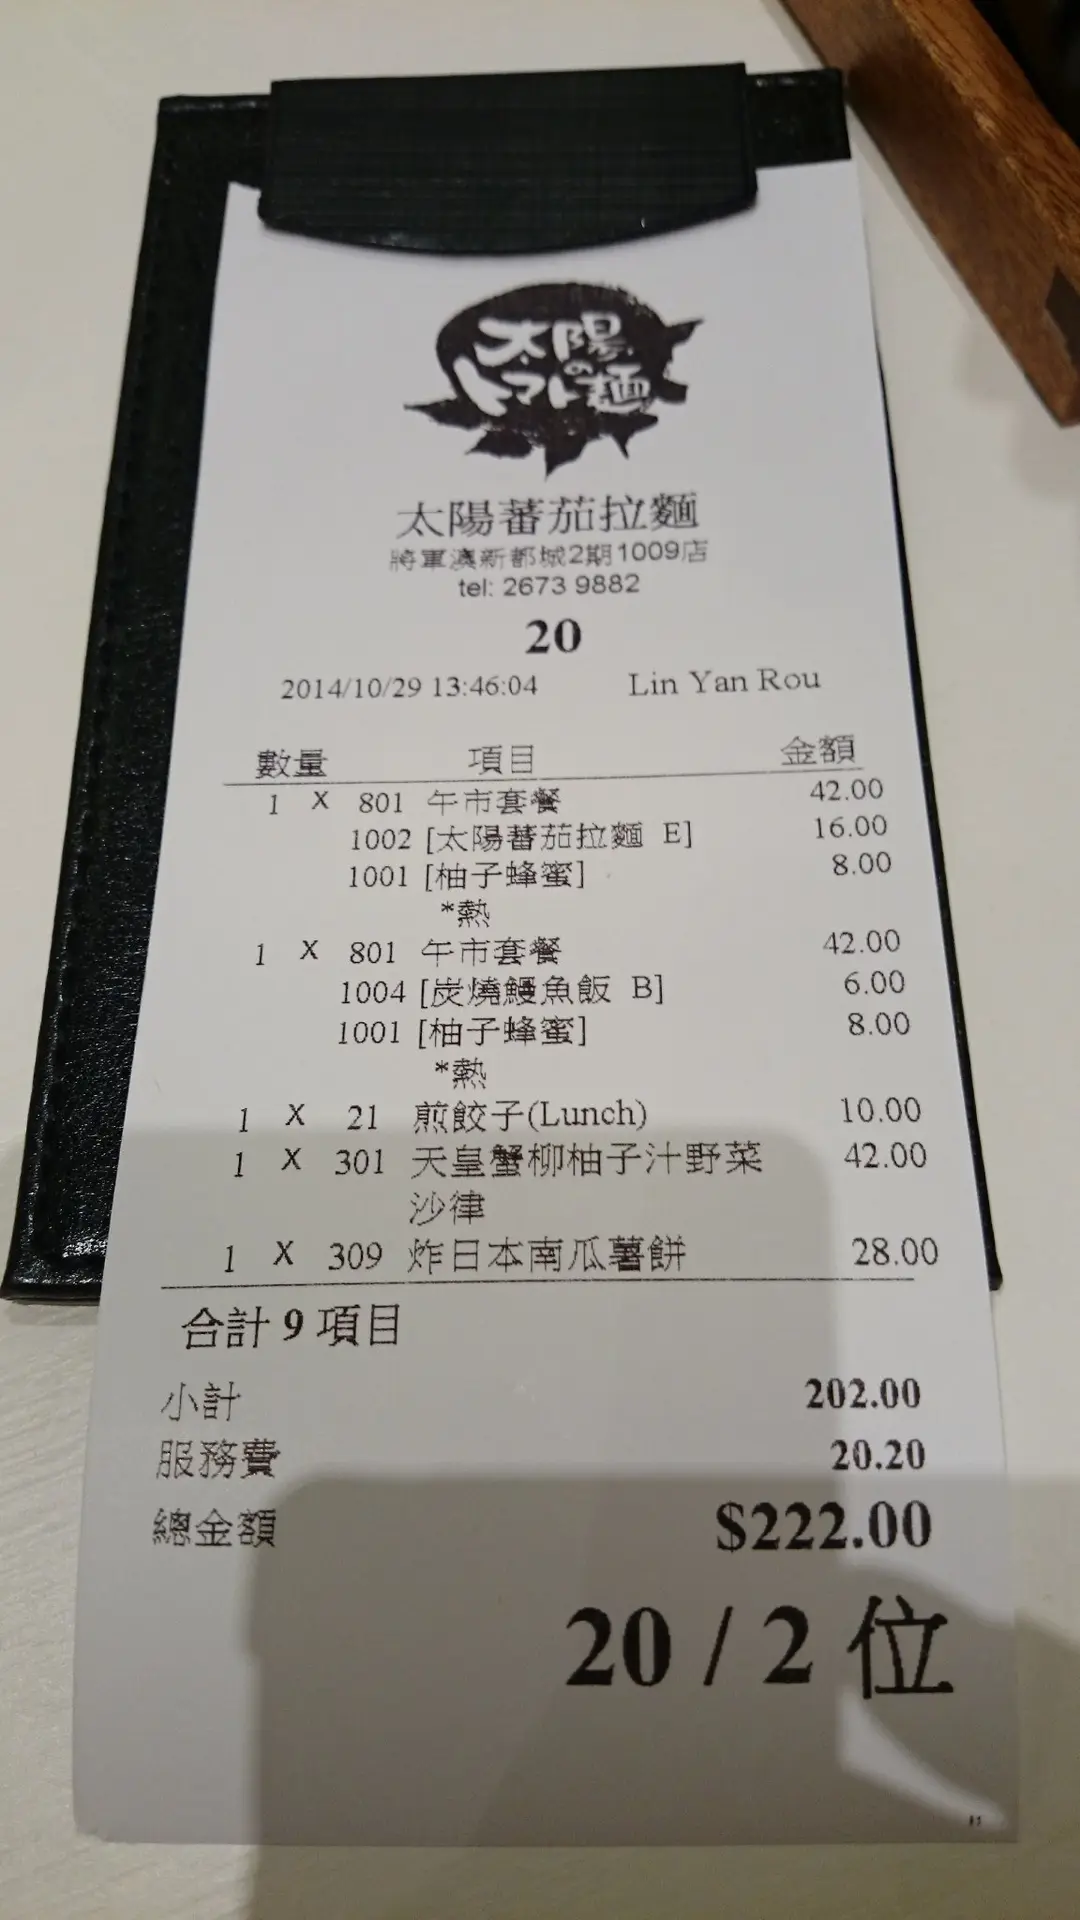 太陽
の
トマト麺
太陽蕃茄拉麵
將軍澳新都城2期1009店
tel: 2673 9882
20
2014/10/29 13:46:04 Lin Yan Rou
數量 項目 金額
1 X 801 午市套餐 42.00
1002 [太陽蕃茄拉麵 E] 16.00
1001 [柚子蜂蜜] 8.00
*熱
1 X 801 午市套餐 42.00
1004 [炭燒鰻魚飯 B] 6.00
1001 [柚子蜂蜜] 8.00
*熱
1 X 21 煎餃子(Lunch) 10.00
1 X 301 天皇蟹柳柚子汁野菜 42.00
沙律
1 X 309 炸日本南瓜薯餅 28.00
合計 9 項目
小計 202.00
服務費 20.20
總金額 $222.00
20 / 2 位